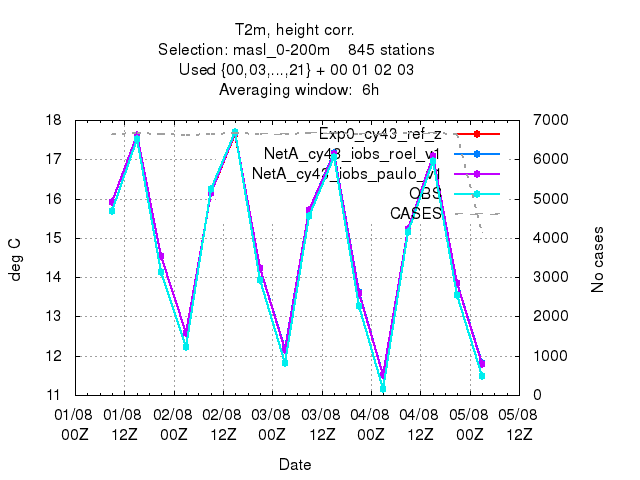 T2m, height corr.
Selection: masl_0-200m 845 stations
Used {00,03,...,21} + 00 01 02 03
Averaging window: 6h
18 7000
17 6000
16 5000
15 4000
14 3000
13 2000
12 1000
11 0
Exp0_cy43_ref_z
NetA_cy43_iobs_roel_v1
NetA_cy43_iobs_paulo_v1
OBS
CASES
deg C
No cases
01/08 01/08 02/08 02/08 03/08 03/08 04/08 04/08 05/08 05/08
00Z 12Z 00Z 12Z 00Z 12Z 00Z 12Z 00Z 12Z
Date